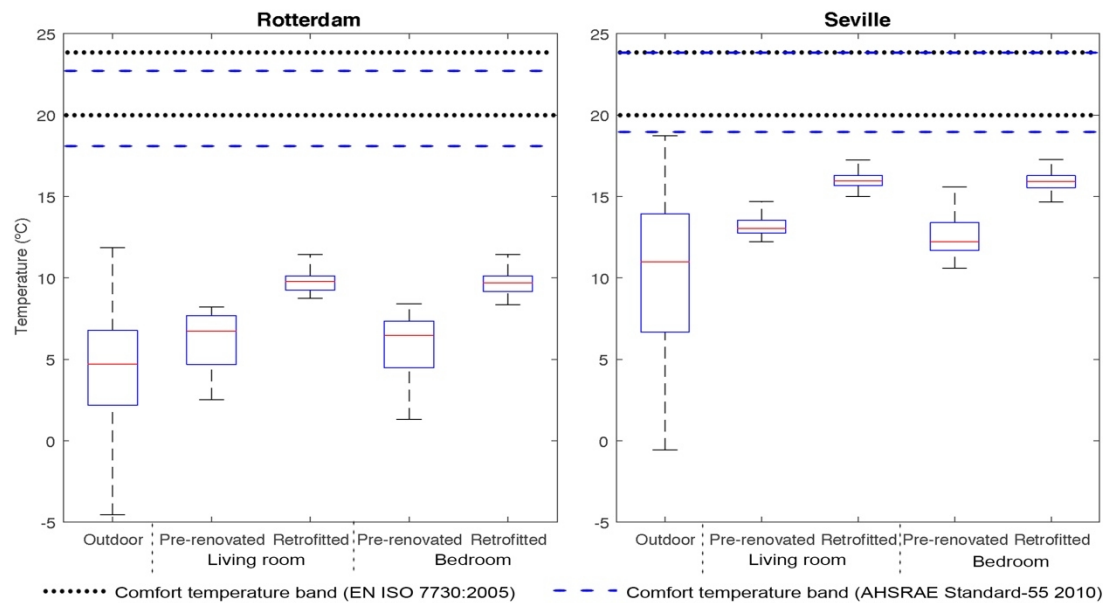 Rotterdam
Seville
Temperature (ºC)
25
20
15
10
5
0
-5
25
20
15
10
5
0
-5
Outdoor Pre-renovated Retrofitted Pre-renovated Retrofitted
Living room Bedroom
Outdoor Pre-renovated Retrofitted Pre-renovated Retrofitted
Living room Bedroom
Comfort temperature band (EN ISO 7730:2005) Comfort temperature band (AHSRAE Standard-55 2010)